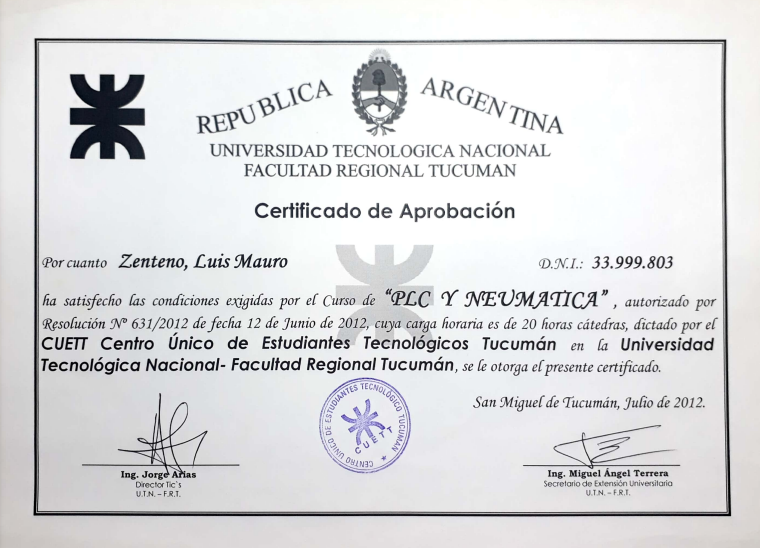 REPUBLICA ARGENTINA
UNIVERSIDAD TECNOLOGICA NACIONAL
FACULTAD REGIONAL TUCUMAN
Certificado de Aprobación
Por cuanto Zenteno, Luis Mauro D.N.I.: 33.999.803
ha satisfecho las condiciones exigidas por el Curso de "PLC Y NEUMATICA", autorizado por
Resolución Nº 631/2012 de fecha 12 de Junio de 2012, cuya carga horaria es de 20 horas cátedras, dictado por el
CUETT Centro Único de Estudiantes Tecnológicos Tucumán en la Universidad
Tecnológica Nacional- Facultad Regional Tucumán, se le otorga el presente certificado.
San Miguel de Tucumán, Julio de 2012.
CENTRO UNICO DE ESTUDIANTES TECNOLÓGICO TUCUMAN
CUETT
Ing. Jorge Arias
Director Tic's
U.T.N. – F.R.T.
Ing. Miguel Ángel Terrera
Secretario de Extensión Universitaria
U.T.N. – F.R.T.